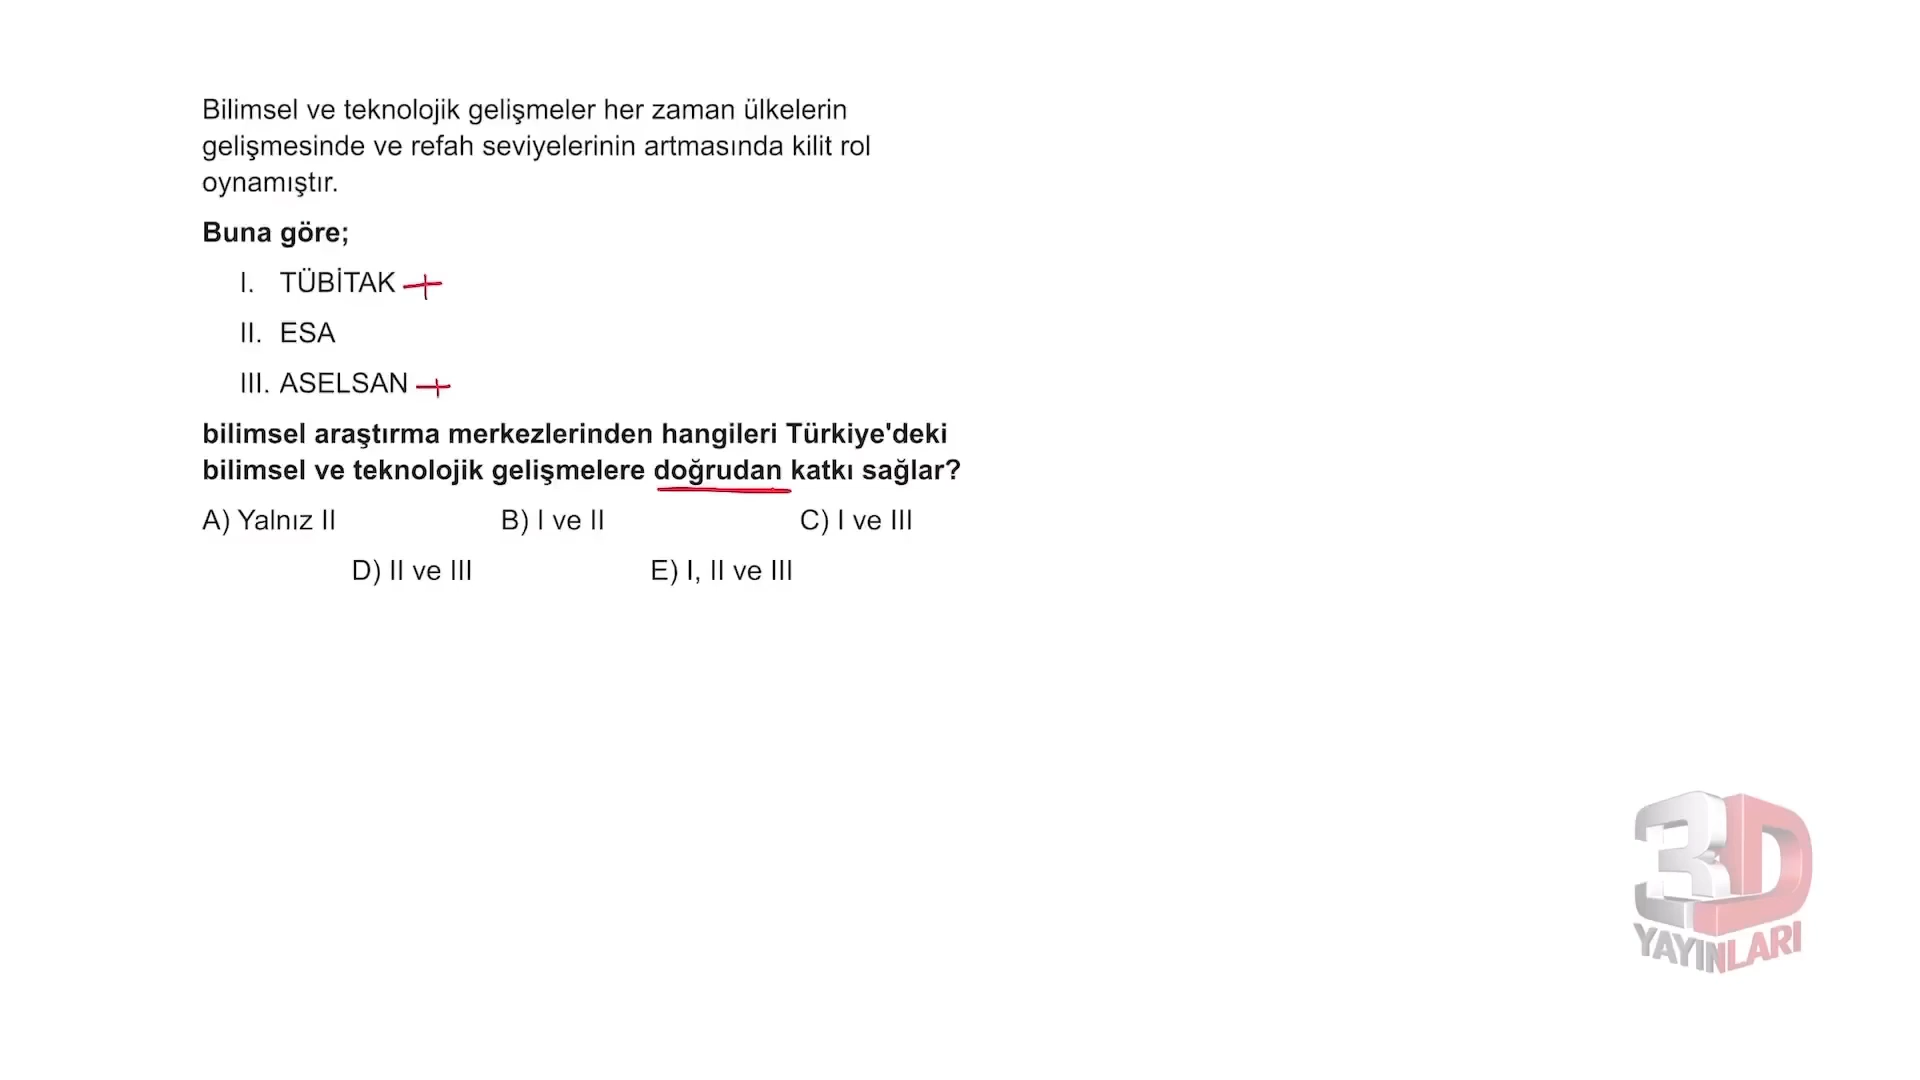 Bilimsel ve teknolojik gelişmeler her zaman ülkelerin
gelişmesinde ve refah seviyelerinin artmasında kilit rol
oynamıştır.
Buna göre;
I. TÜBİTAK
II. ESA
III. ASELSAN
bilimsel araştırma merkezlerinden hangileri Türkiye'deki
bilimsel ve teknolojik gelişmelere doğrudan katkı sağlar?
A) Yalnız II B) I ve II C) I ve III
D) II ve III E) I, II ve III
3D
YAYINLARI